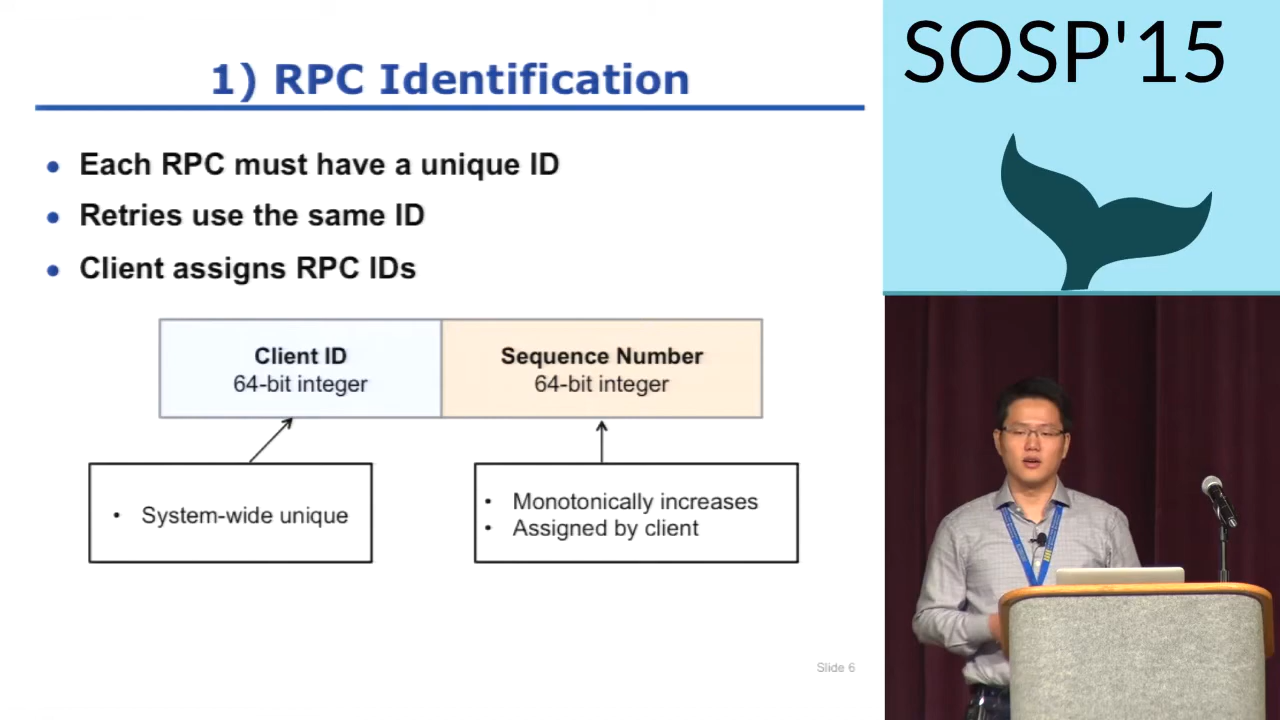 1) RPC Identification
• Each RPC must have a unique ID
• Retries use the same ID
• Client assigns RPC IDs
Client ID
64-bit integer
Sequence Number
64-bit integer
• System-wide unique
• Monotonically increases
• Assigned by client
Slide 6
SOSP'15